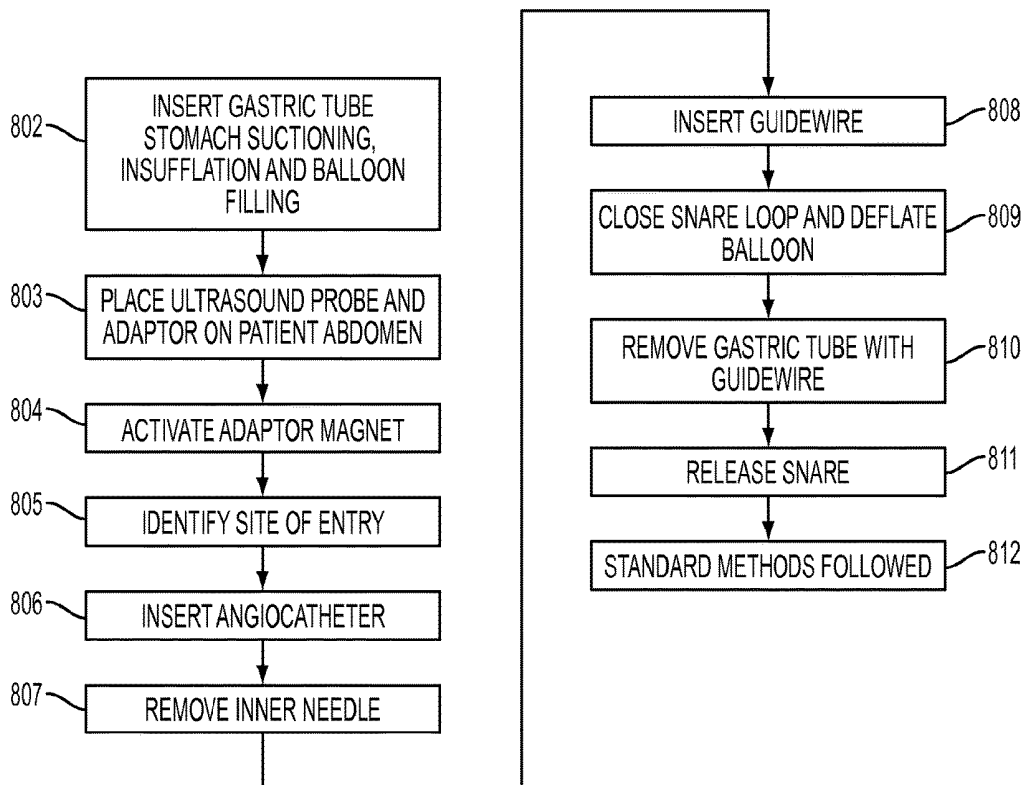 802
INSERT GASTRIC TUBE
STOMACH SUCTIONING,
INSUFFLATION AND BALLOON
FILLING
803
PLACE ULTRASOUND PROBE AND
ADAPTOR ON PATIENT ABDOMEN
804
ACTIVATE ADAPTOR MAGNET
805
IDENTIFY SITE OF ENTRY
806
INSERT ANGIOCATHETER
807
REMOVE INNER NEEDLE
INSERT GUIDEWIRE
808
CLOSE SNARE LOOP AND DEFLATE
BALLOON
809
REMOVE GASTRIC TUBE WITH
GUIDEWIRE
810
RELEASE SNARE
811
STANDARD METHODS FOLLOWED
812